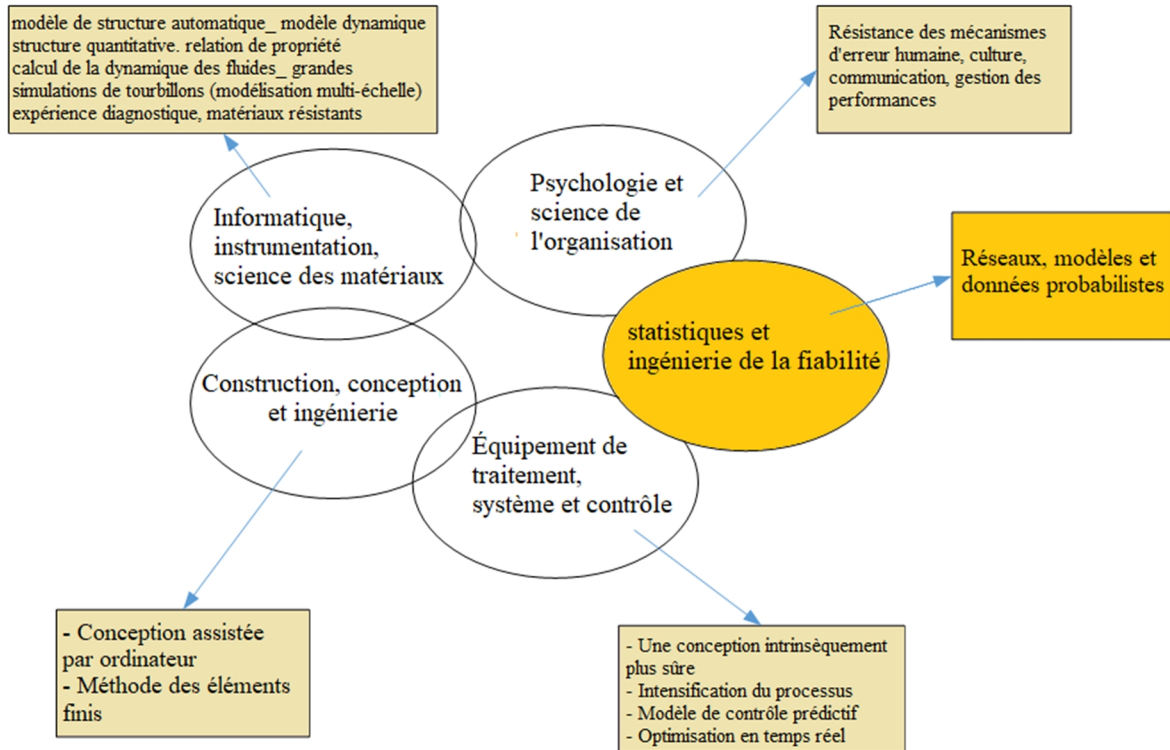 modèle de structure automatique_ modèle dynamique
structure quantitative. relation de propriété
calcul de la dynamique des fluides_ grandes
simulations de tourbillons (modélisation multi-échelle)
expérience diagnostique, matériaux résistants
Résistance des mécanismes
d'erreur humaine, culture,
communication, gestion des
performances
Psychologie et
science de
l'organisation
Informatique,
instrumentation,
science des matériaux
Réseaux, modèles et
données probabilistes
statistiques et
ingénierie de la fiabilité
Construction, conception
et ingénierie
Équipement de
traitement,
système et contrôle
- Conception assistée
par ordinateur
- Méthode des éléments
finis
- Une conception intrinsèquement
plus sûre
- Intensification du processus
- Modèle de contrôle prédictif
- Optimisation en temps réel